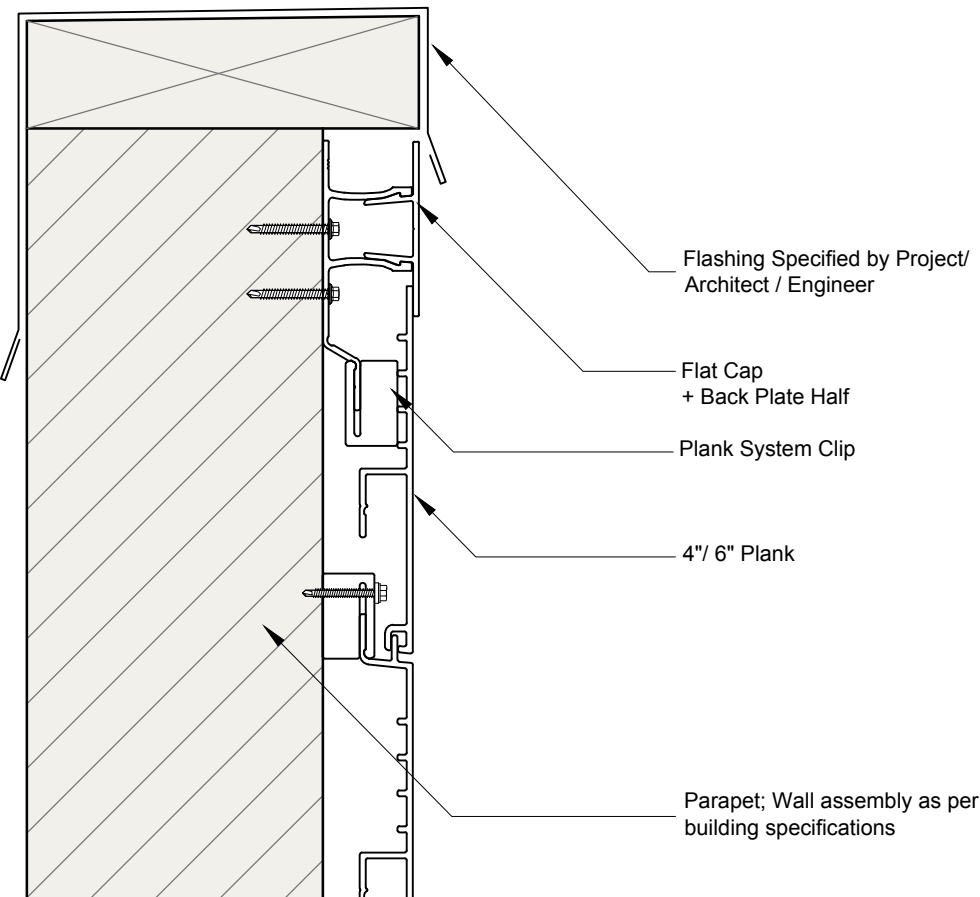 Flashing Specified by Project/
Architect / Engineer
Flat Cap
+ Back Plate Half
Plank System Clip
4"/ 6" Plank
Parapet; Wall assembly as per
building specifications